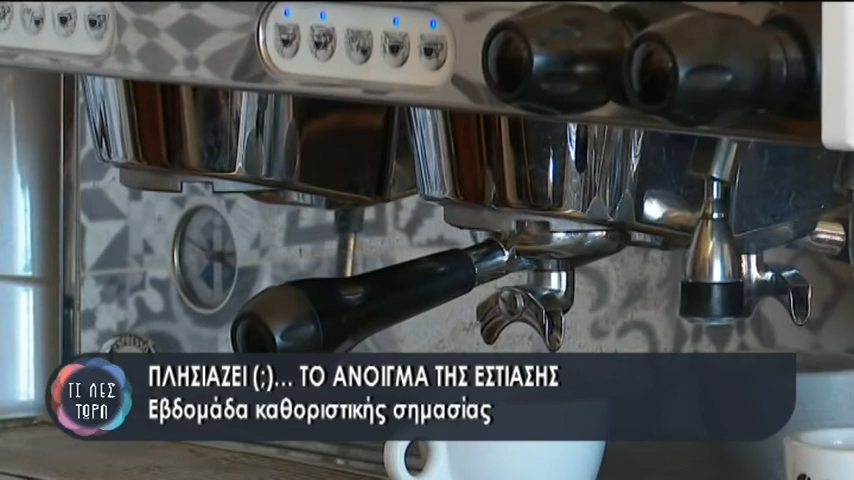 ΤΙ ΛΕΣ
ΤΩΡΑ
ΠΛΗΣΙΑΖΕΙ (;)... ΤΟ ΑΝΟΙΓΜΑ ΤΗΣ ΕΣΤΙΑΣΗΣ
Εβδομάδα καθοριστικής σημασίας